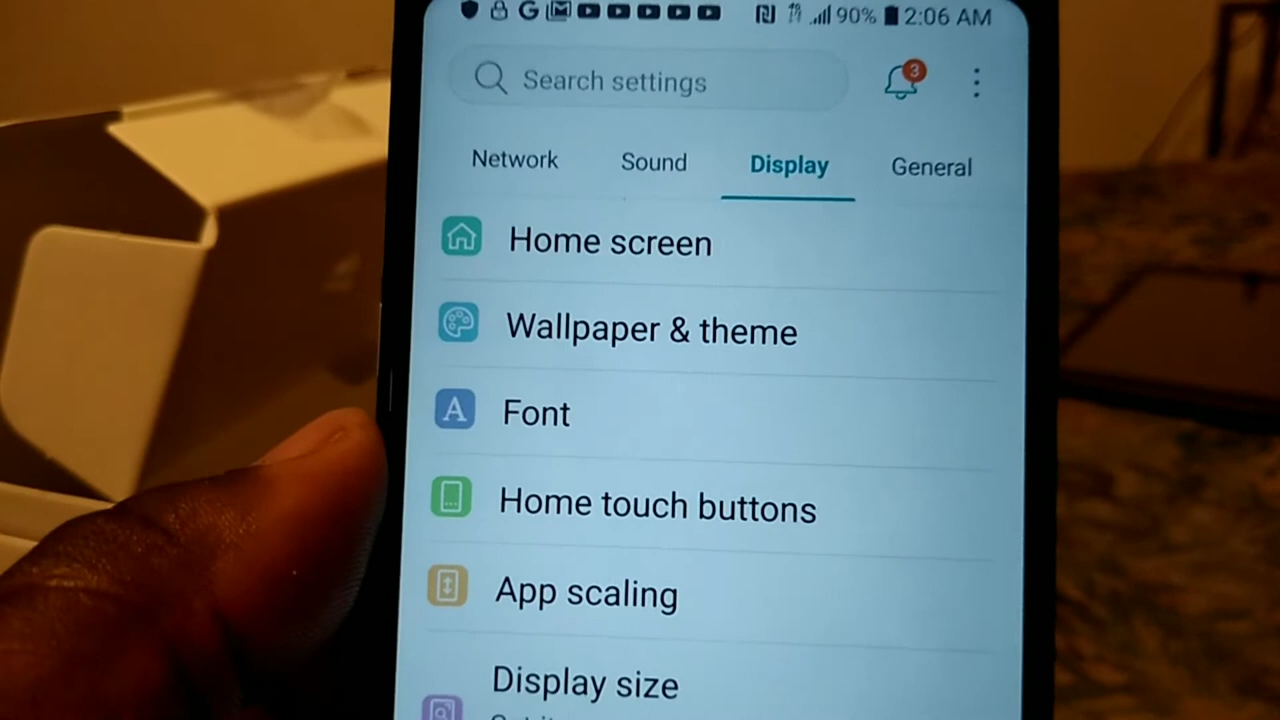 90% 2:06 AM
Search settings
3
Network Sound Display General
Home screen
Wallpaper & theme
A Font
Home touch buttons
App scaling
Display size